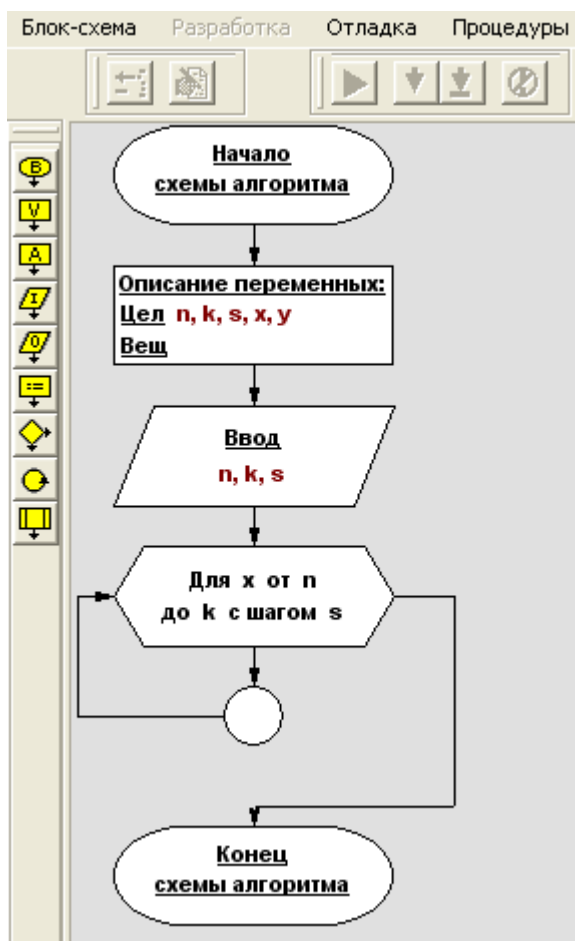 Блок-схема Разработка Отладка Процедуры
Начало
схемы алгоритма
B
V
A
I
O
:=
Описание переменных:
Цел n, k, s, x, y
Вещ
Ввод
n, k, s
Для x от n
до k с шагом s
Конец
схемы алгоритма